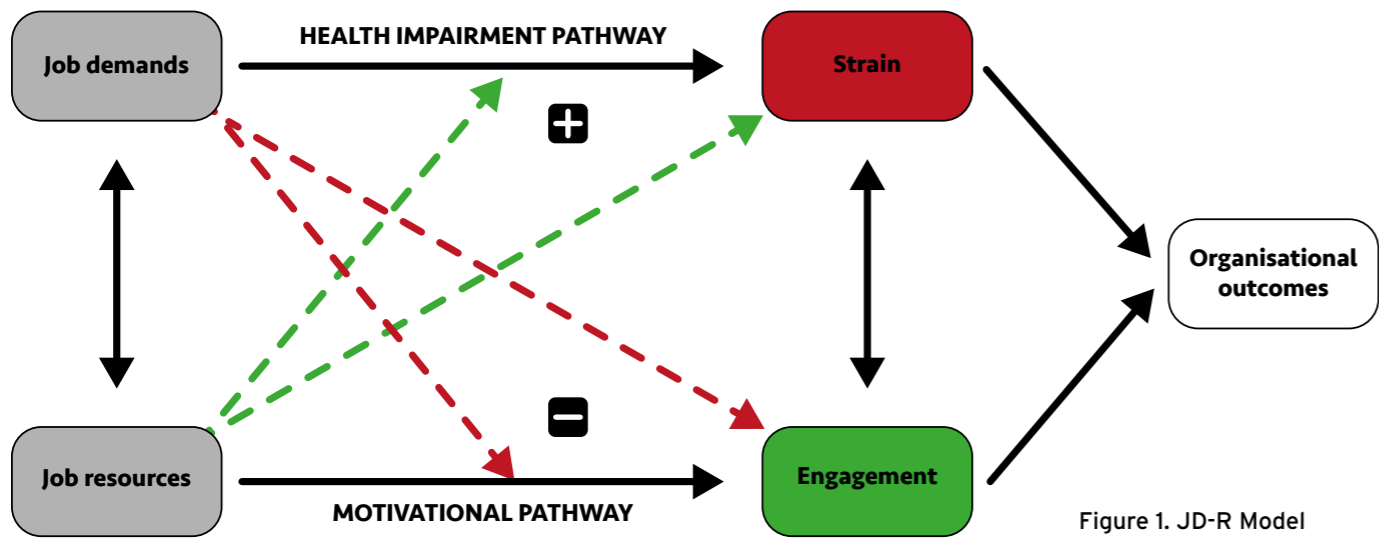 HEALTH IMPAIRMENT PATHWAY
Job demands
Strain
+
Organisational
outcomes
−
Job resources
Engagement
MOTIVATIONAL PATHWAY
Figure 1. JD-R Model